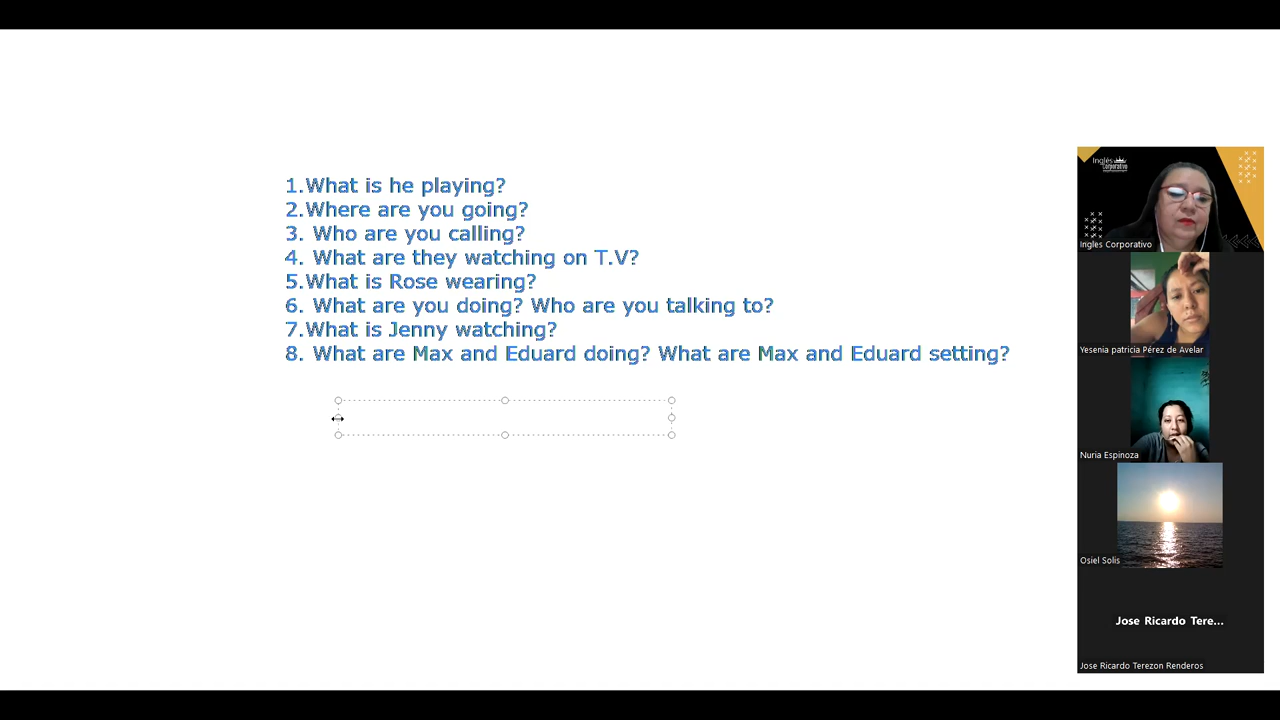 1.What is he playing?
2.Where are you going?
3. Who are you calling?
4. What are they watching on T.V?
5.What is Rose wearing?
6. What are you doing? Who are you talking to?
7.What is Jenny watching?
8. What are Max and Eduard doing? What are Max and Eduard setting?
Inglés
Corporativo
Ingles Corporativo
Yesenia patricia Pérez de Avelar
Nuria Espinoza
Osiel Solis
Jose Ricardo Tere...
Jose Ricardo Terezon Renderos